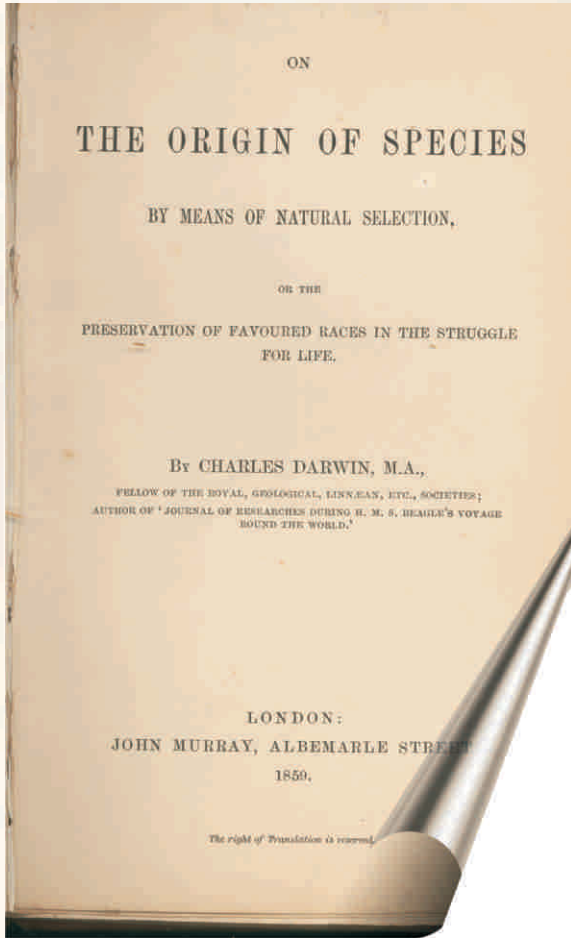 ON
THE ORIGIN OF SPECIES
BY MEANS OF NATURAL SELECTION,
OR THE
PRESERVATION OF FAVOURED RACES IN THE STRUGGLE
FOR LIFE.
BY CHARLES DARWIN, M.A.,
FELLOW OF THE ROYAL, GEOLOGICAL, LINNÆAN, ETC., SOCIETIES;
AUTHOR OF 'JOURNAL OF RESEARCHES DURING H. M. S. BEAGLE'S VOYAGE
ROUND THE WORLD.'
LONDON:
JOHN MURRAY, ALBEMARLE STREET
1859.
The right of Translation is reserved.